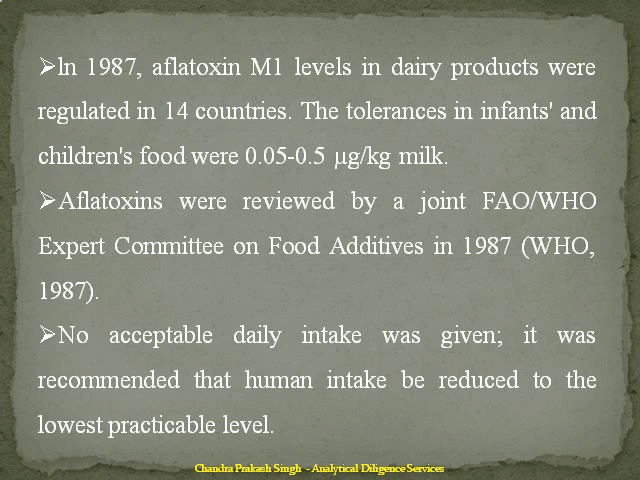 ➢In 1987, aflatoxin M1 levels in dairy products were
regulated in 14 countries. The tolerances in infants' and
children's food were 0.05-0.5 µg/kg milk.
➢Aflatoxins were reviewed by a joint FAO/WHO
Expert Committee on Food Additives in 1987 (WHO,
1987).
➢No acceptable daily intake was given; it was
recommended that human intake be reduced to the
lowest practicable level.
Chandra Prakash Singh - Analytical Diligence Services